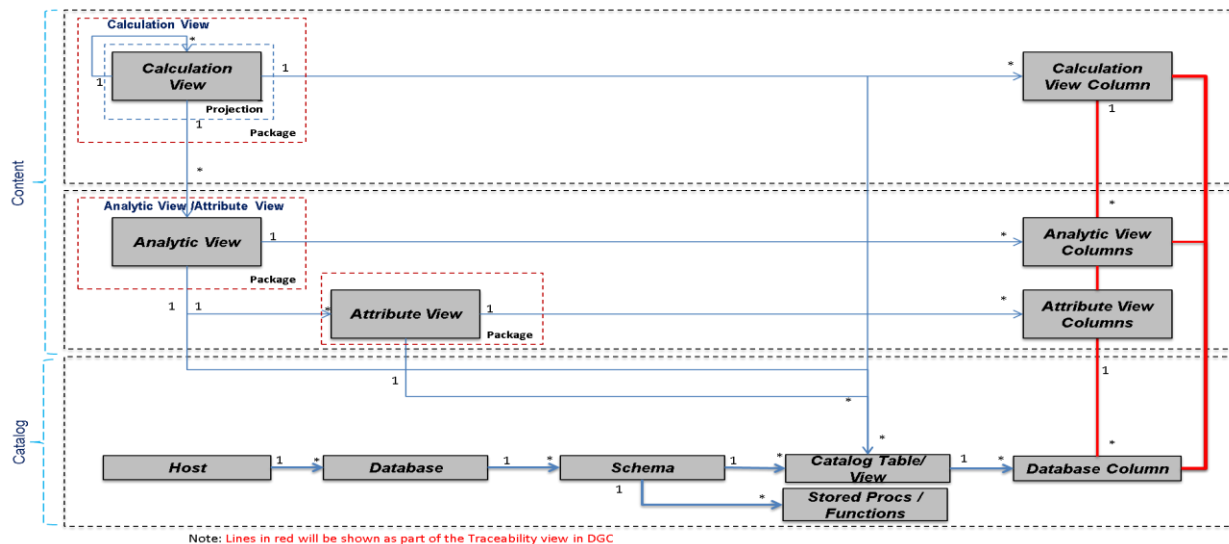 Calculation View
*
Calculation
View
1
1
Projection
1
Package
*
*
Calculation
View Column
1
Content
Analytic View /Attribute View
Analytic View
1
Package
*
*
Analytic View
Columns
1
1
*
Attribute View
1
Package
*
Attribute View
Columns
1
1
*
*
*
Catalog
Host
1
*
Database
1
*
Schema
1
*
Catalog Table/
View
1
*
Database Column
1
*
Stored Procs /
Functions
Note: Lines in red will be shown as part of the Traceability view in DGC